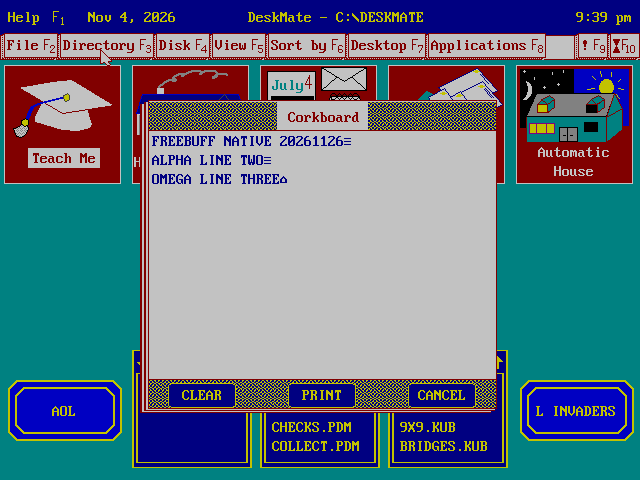 Help F1 Nov 4, 2026 DeskMate - C:\DESKMATE 9:39 pm
File F2 Directory F3 Disk F4 View F5 Sort by F6 Desktop F7 Applications F8 ! F9 F10
July 4
Corkboard
FREEBUFF NATIVE 20261126≡
ALPHA LINE TWO≡
OMEGA LINE THREE⌂
Teach Me
H
Automatic
House
CLEAR PRINT CANCEL
AOL
L INVADERS
CHECKS.PDM 9X9.KUB
COLLECT.PDM BRIDGES.KUB